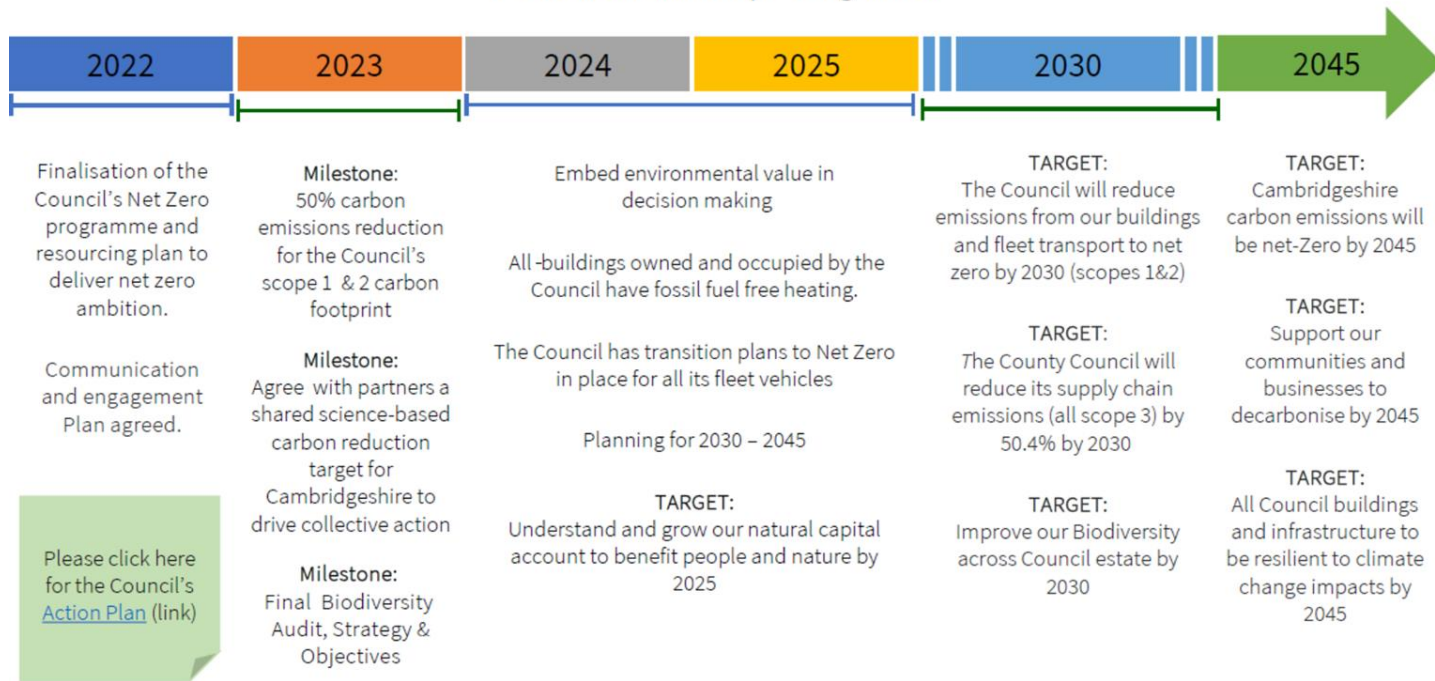 2022
2023
2024
2025
2030
2045
Finalisation of the
Council's Net Zero
programme and
resourcing plan to
deliver net zero
ambition.
Communication
and engagement
Plan agreed.
Please click here
for the Council's
Action Plan (link)
Milestone:
50% carbon
emissions reduction
for the Council's
scope 1 & 2 carbon
footprint
Milestone:
Agree with partners a
shared science-based
carbon reduction
target for
Cambridgeshire to
drive collective action
Milestone:
Final Biodiversity
Audit, Strategy &
Objectives
Embed environmental value in
decision making
All -buildings owned and occupied by the
Council have fossil fuel free heating.
The Council has transition plans to Net Zero
in place for all its fleet vehicles
Planning for 2030 – 2045
TARGET:
Understand and grow our natural capital
account to benefit people and nature by
2025
TARGET:
The Council will reduce
emissions from our buildings
and fleet transport to net
zero by 2030 (scopes 1&2)
TARGET:
The County Council will
reduce its supply chain
emissions (all scope 3) by
50.4% by 2030
TARGET:
Improve our Biodiversity
across Council estate by
2030
TARGET:
Cambridgeshire
carbon emissions will
be net-Zero by 2045
TARGET:
Support our
communities and
businesses to
decarbonise by 2045
TARGET:
All Council buildings
and infrastructure to
be resilient to climate
change impacts by
2045